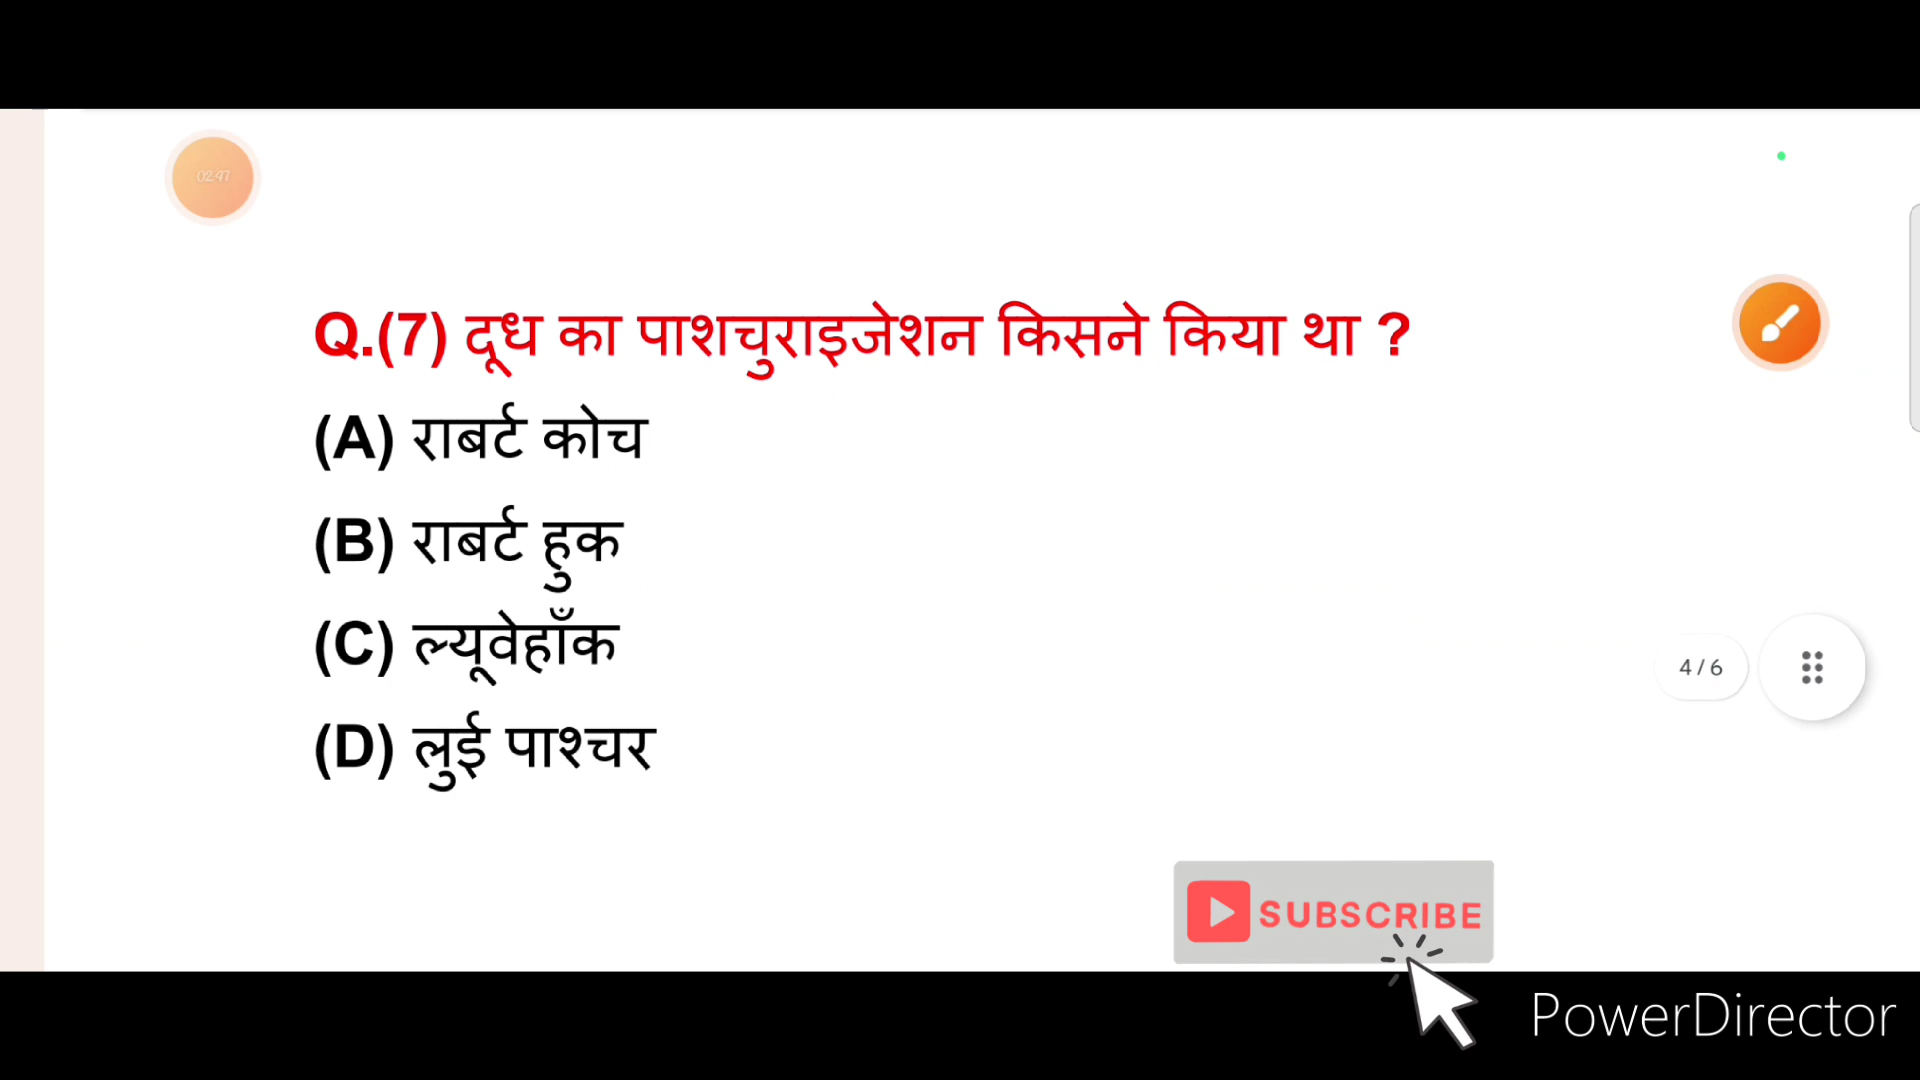 02:47
Q.(7) दूध का पाशचुराइजेशन किसने किया था ?
(A) राबर्ट कोच
(B) राबर्ट हुक
(C) ल्यूवेहॉंक
(D) लुई पाश्चर
4 / 6
SUBSCRIBE
PowerDirector